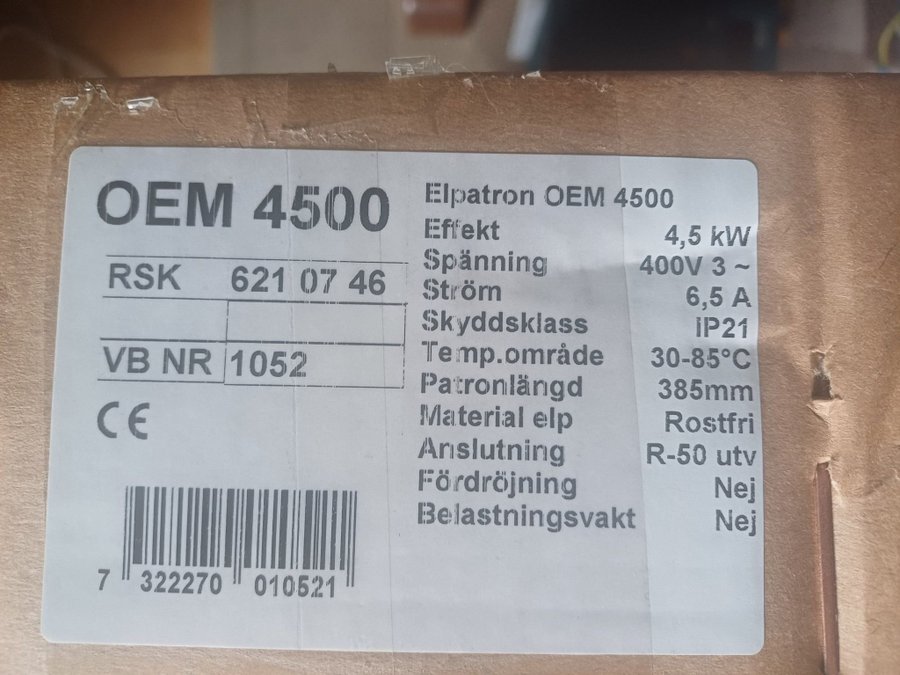 OEM 4500
RSK 621 07 46
VB NR 1052
CE
7 322270 010521
Elpatron OEM 4500
Effekt 4,5 kW
Spänning 400V 3 ~
Ström 6,5 A
Skyddsklass IP21
Temp.område 30-85°C
Patronlängd 385mm
Material elp Rostfri
Anslutning R-50 utv
Fördröjning Nej
Belastningsvakt Nej